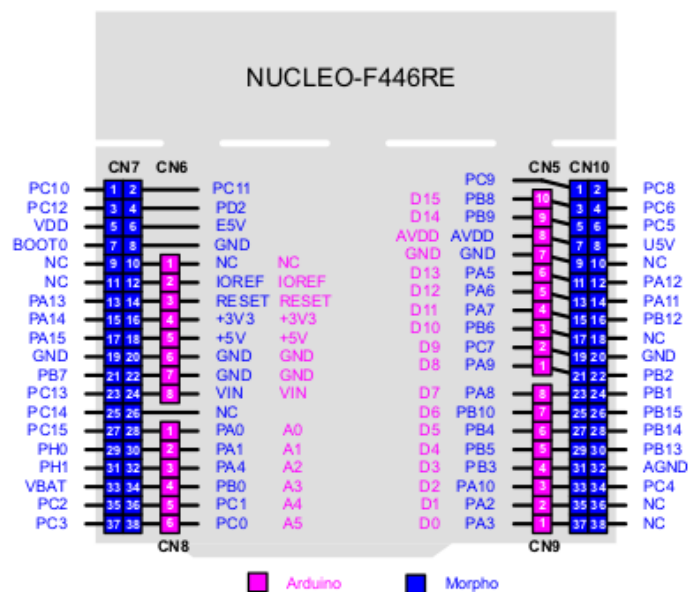 NUCLEO-F446RE
CN7 CN6 CN5 CN10
PC9
PC10 1 2 PC11 D15 PB8 10 1 2 PC8
PC12 3 4 PD2 D14 PB9 9 3 4 PC6
VDD 5 6 E5V AVDD AVDD 8 5 6 PC5
BOOT0 7 8 GND GND GND 7 7 8 U5V
NC 9 10 1 NC NC D13 PA5 6 9 10 NC
NC 11 12 2 IOREF IOREF D12 PA6 5 11 12 PA12
PA13 13 14 3 RESET RESET D11 PA7 4 13 14 PA11
PA14 15 16 4 +3V3 +3V3 D10 PB6 3 15 16 PB12
PA15 17 18 5 +5V +5V D9 PC7 2 17 18 NC
GND 19 20 6 GND GND D8 PA9 1 19 20 GND
PB7 21 22 7 GND GND 21 22 PB2
PC13 23 24 8 VIN VIN D7 PA8 8 23 24 PB1
PC14 25 26 NC D6 PB10 7 25 26 PB15
PC15 27 28 1 PA0 A0 D5 PB4 6 27 28 PB14
PH0 29 30 2 PA1 A1 D4 PB5 5 29 30 PB13
PH1 31 32 3 PA4 A2 D3 PB3 4 31 32 AGND
VBAT 33 34 4 PB0 A3 D2 PA10 3 33 34 PC4
PC2 35 36 5 PC1 A4 D1 PA2 2 35 36 NC
PC3 37 38 6 PC0 A5 D0 PA3 1 37 38 NC
CN8 CN9
Arduino Morpho